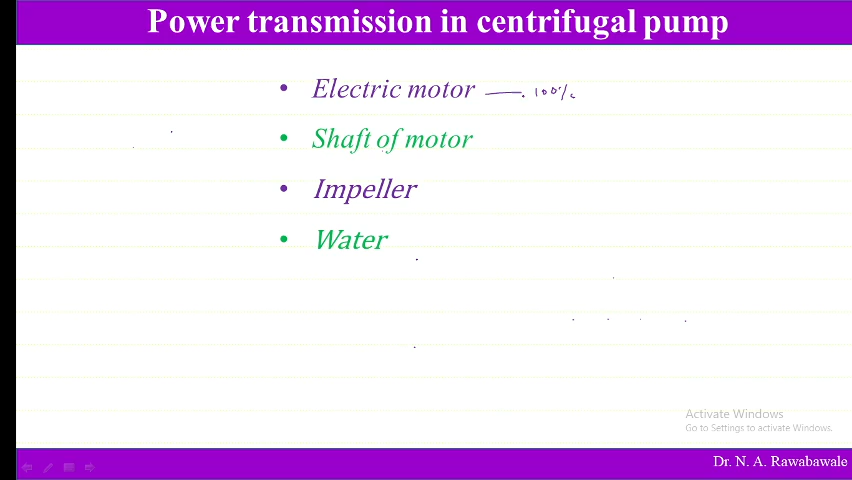 Power transmission in centrifugal pump
• Electric motor — 100%
• Shaft of motor
• Impeller
• Water
Activate Windows
Go to Settings to activate Windows.
Dr. N. A. Rawabawale